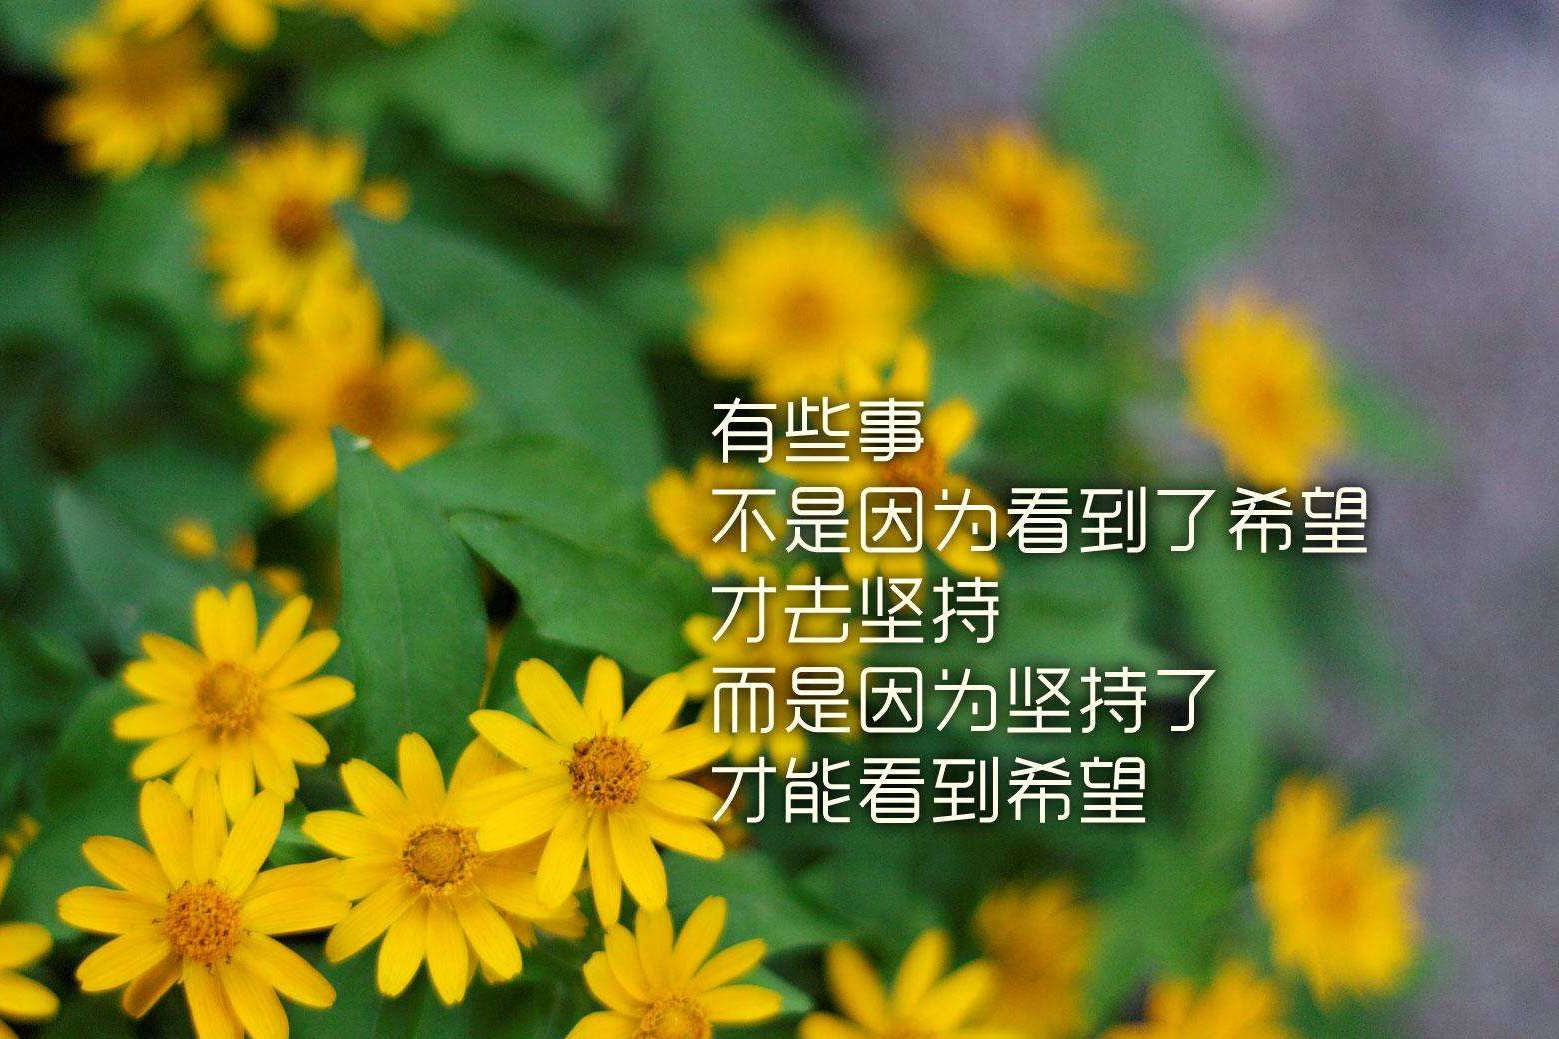 有些事
不是因为看到了希望
才去坚持
而是因为坚持了
才能看到希望